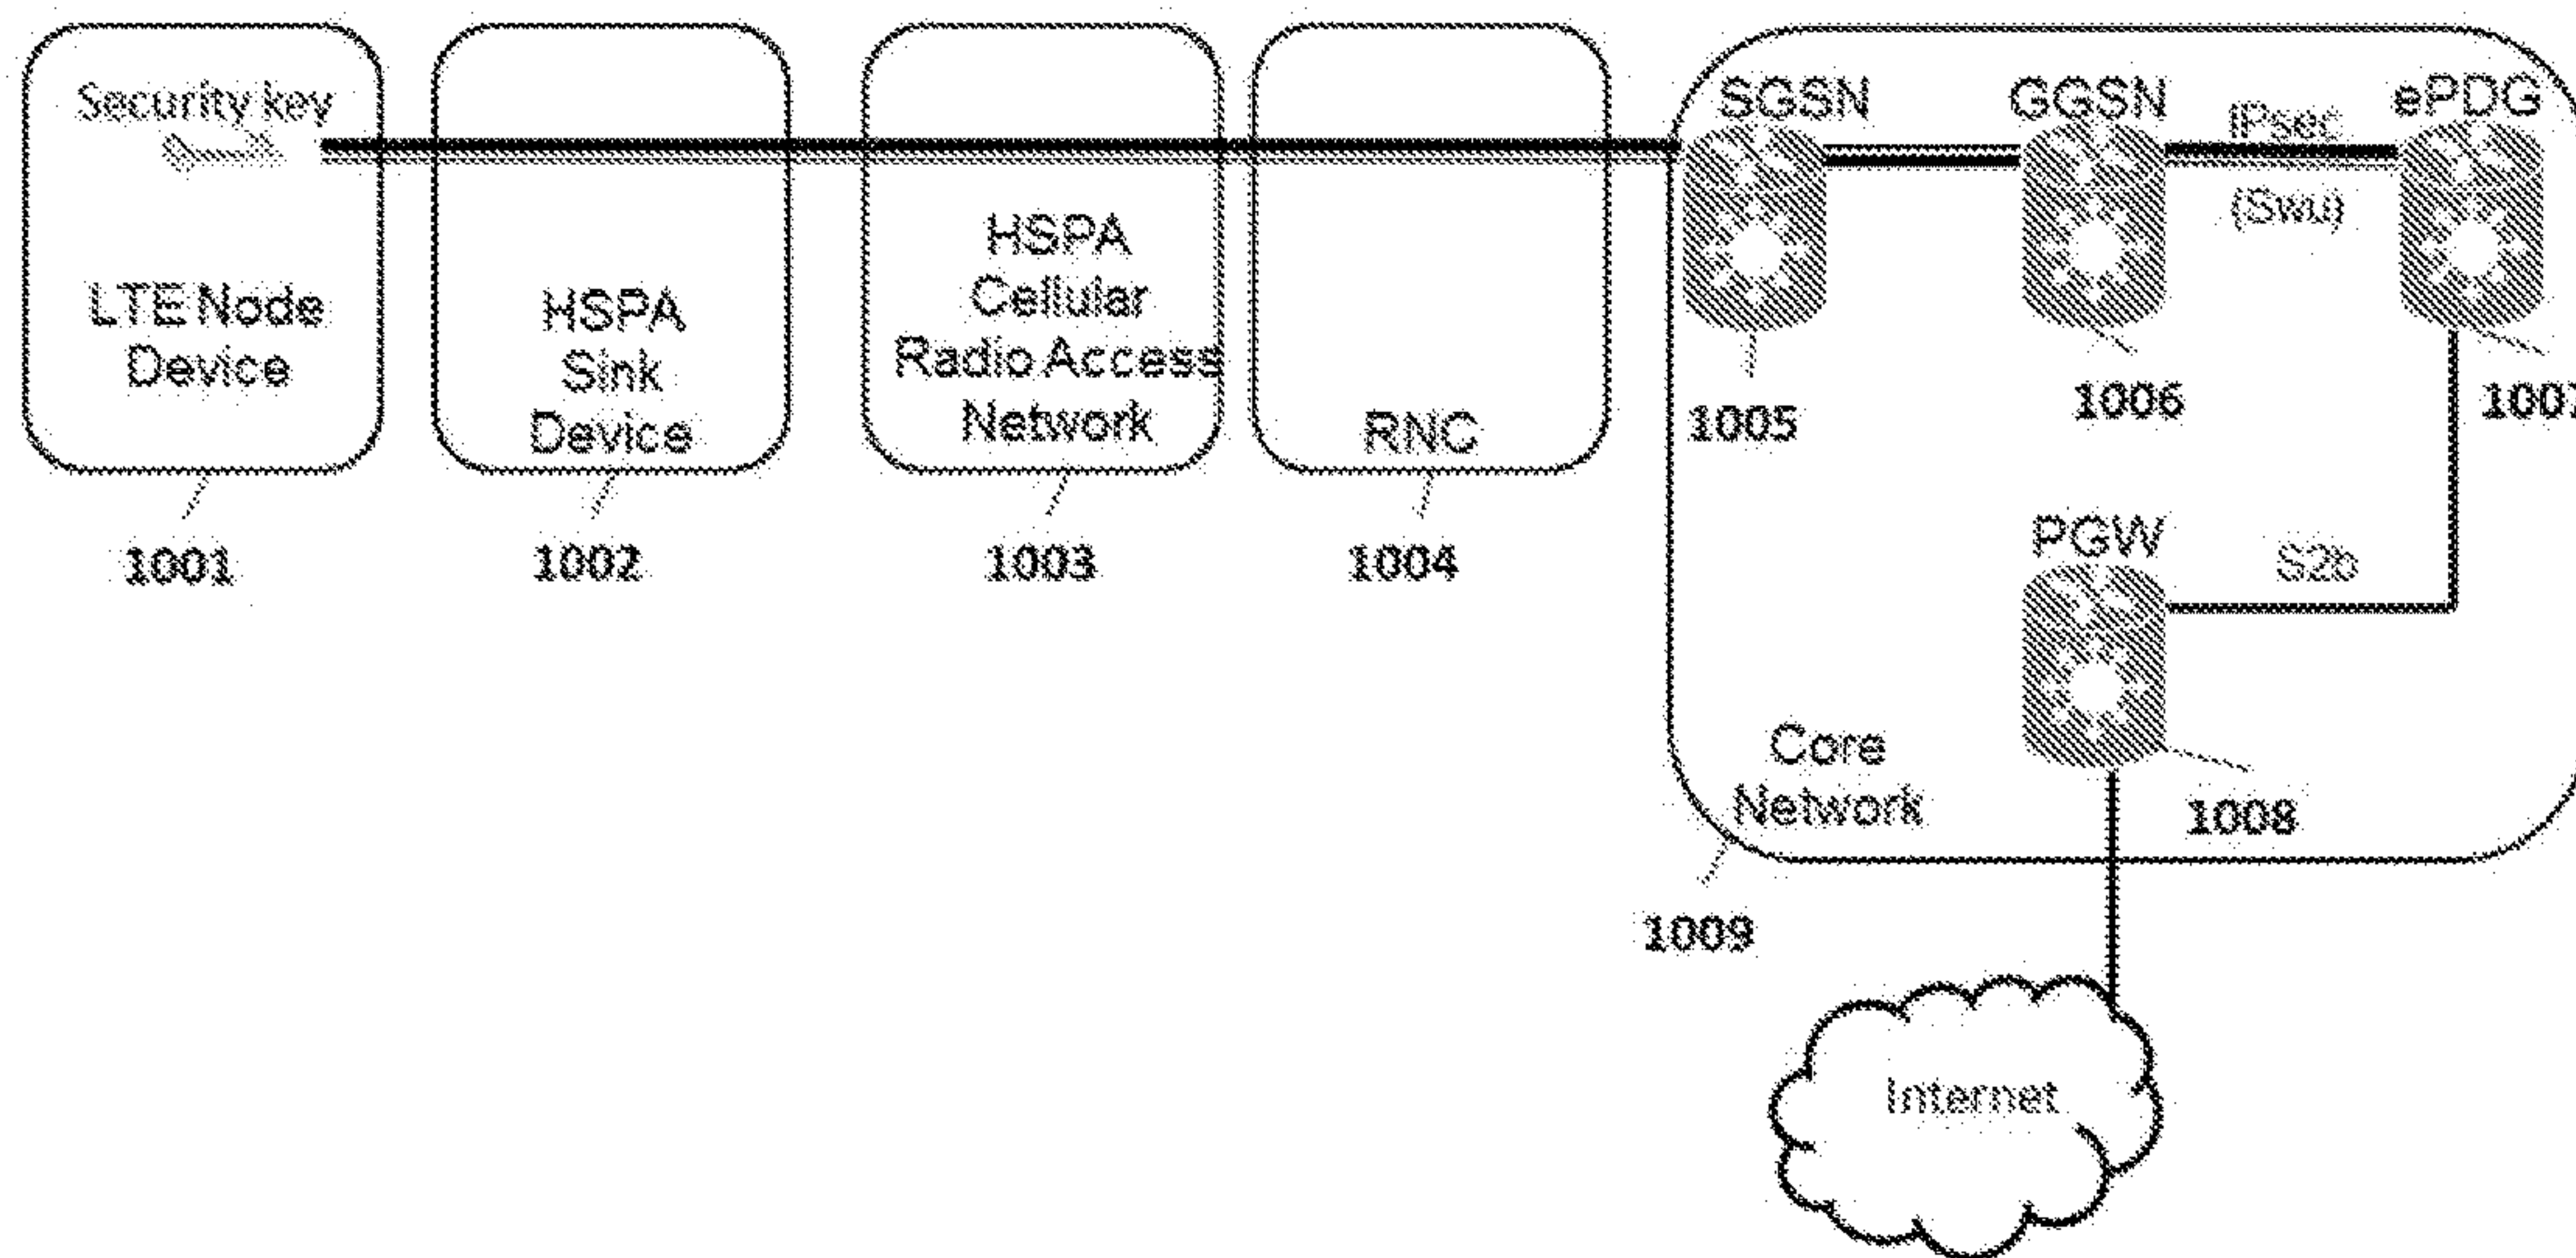 Security key
LTE Node
Device
1001
HSPA
Sink
Device
1002
HSPA
Cellular
Radio Access
Network
1003
RNC
1004
SGSN
1005
GGSN
1006
IPsec
(Swu)
ePDG
1007
PGW
S2b
1008
Core
Network
1009
Internet